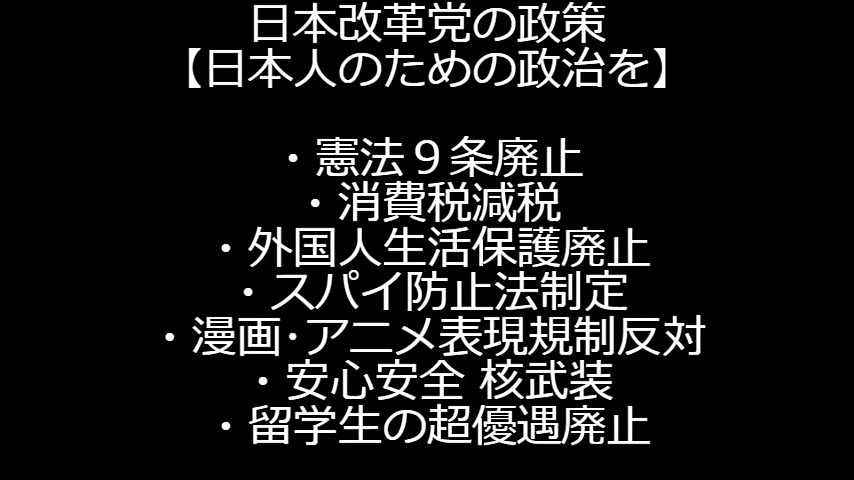 日本改革党の政策
【日本人のための政治を】
・憲法９条廃止
・消費税減税
・外国人生活保護廃止
・スパイ防止法制定
・漫画･アニメ表現規制反対
・安心安全 核武装
・留学生の超優遇廃止